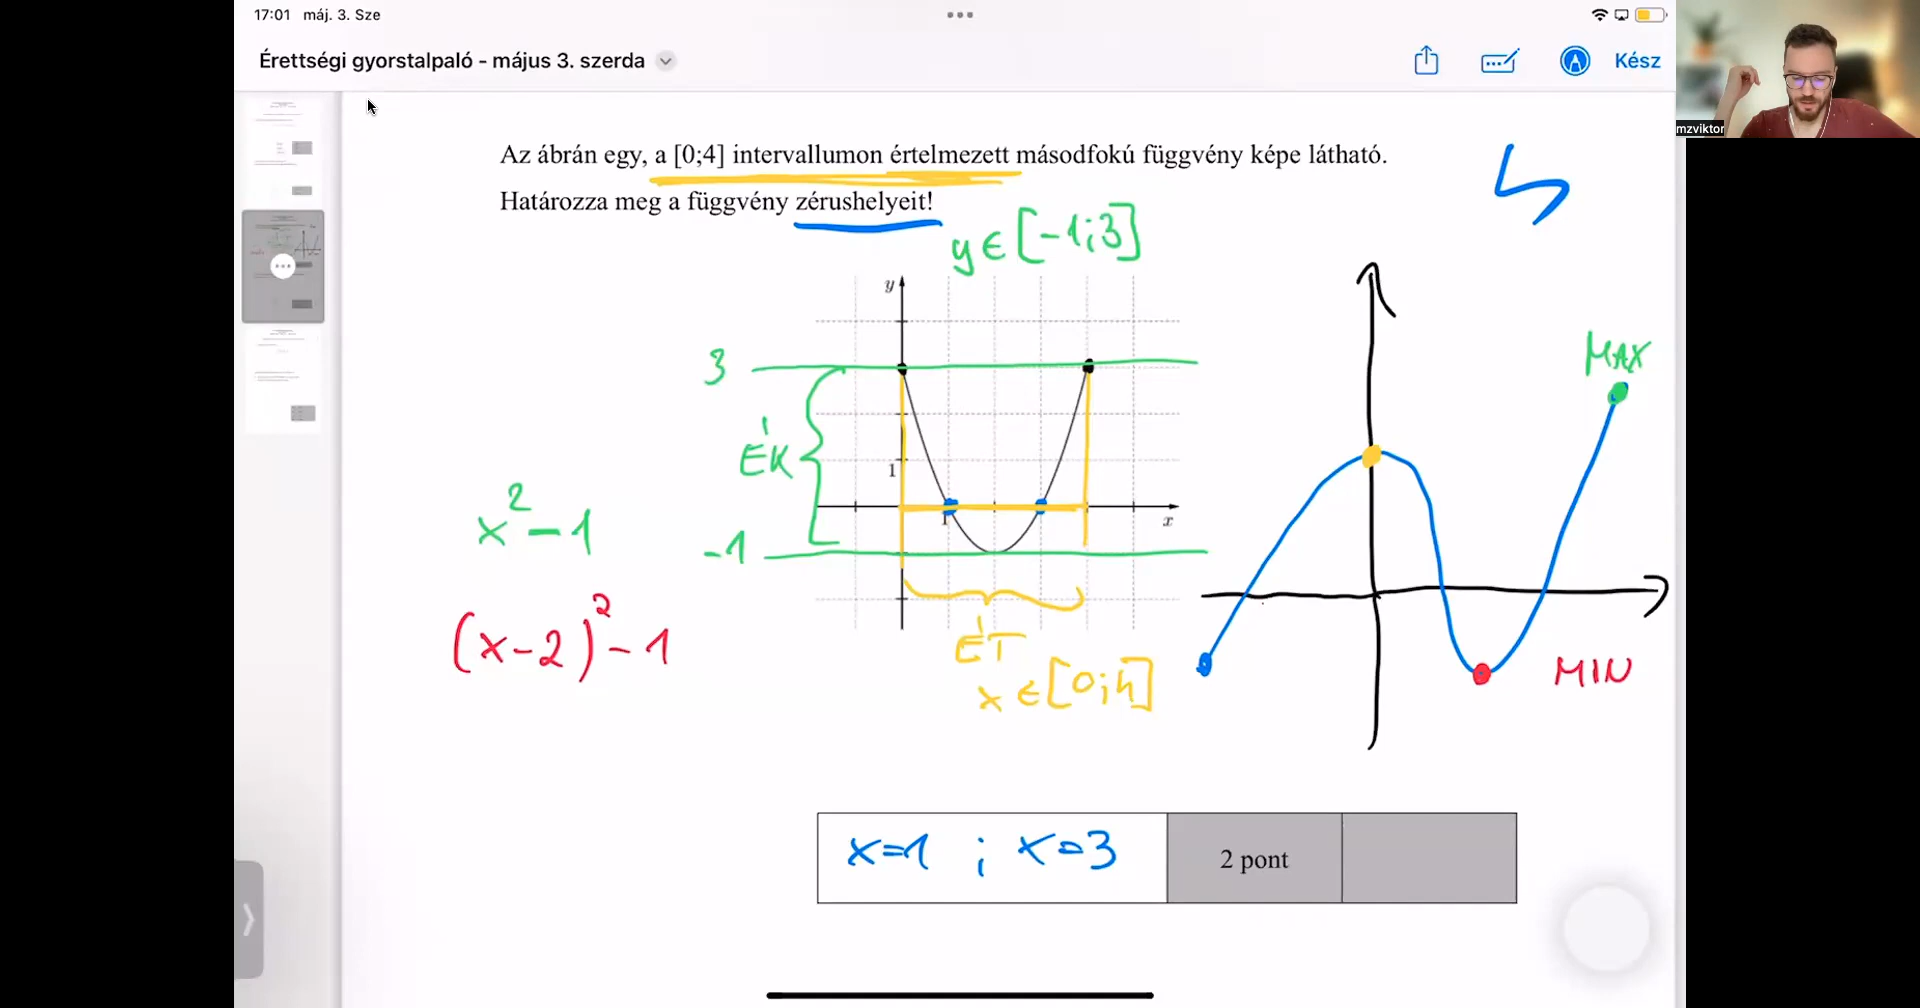 17:01 máj. 3. Sze
Érettségi gyorstalpaló - május 3. szerda
Kész
mzviktor
Az ábrán egy, a [0;4] intervallumon értelmezett másodfokú függvény képe látható.
Határozza meg a függvény zérushelyeit!
y ∈ [-1;3]
y
3
MAX
ÉK
1
1
x
x² - 1
-1
(x-2)² - 1
ÉT
x ∈ [0;4]
MIN
x=1 ; x=3
2 pont